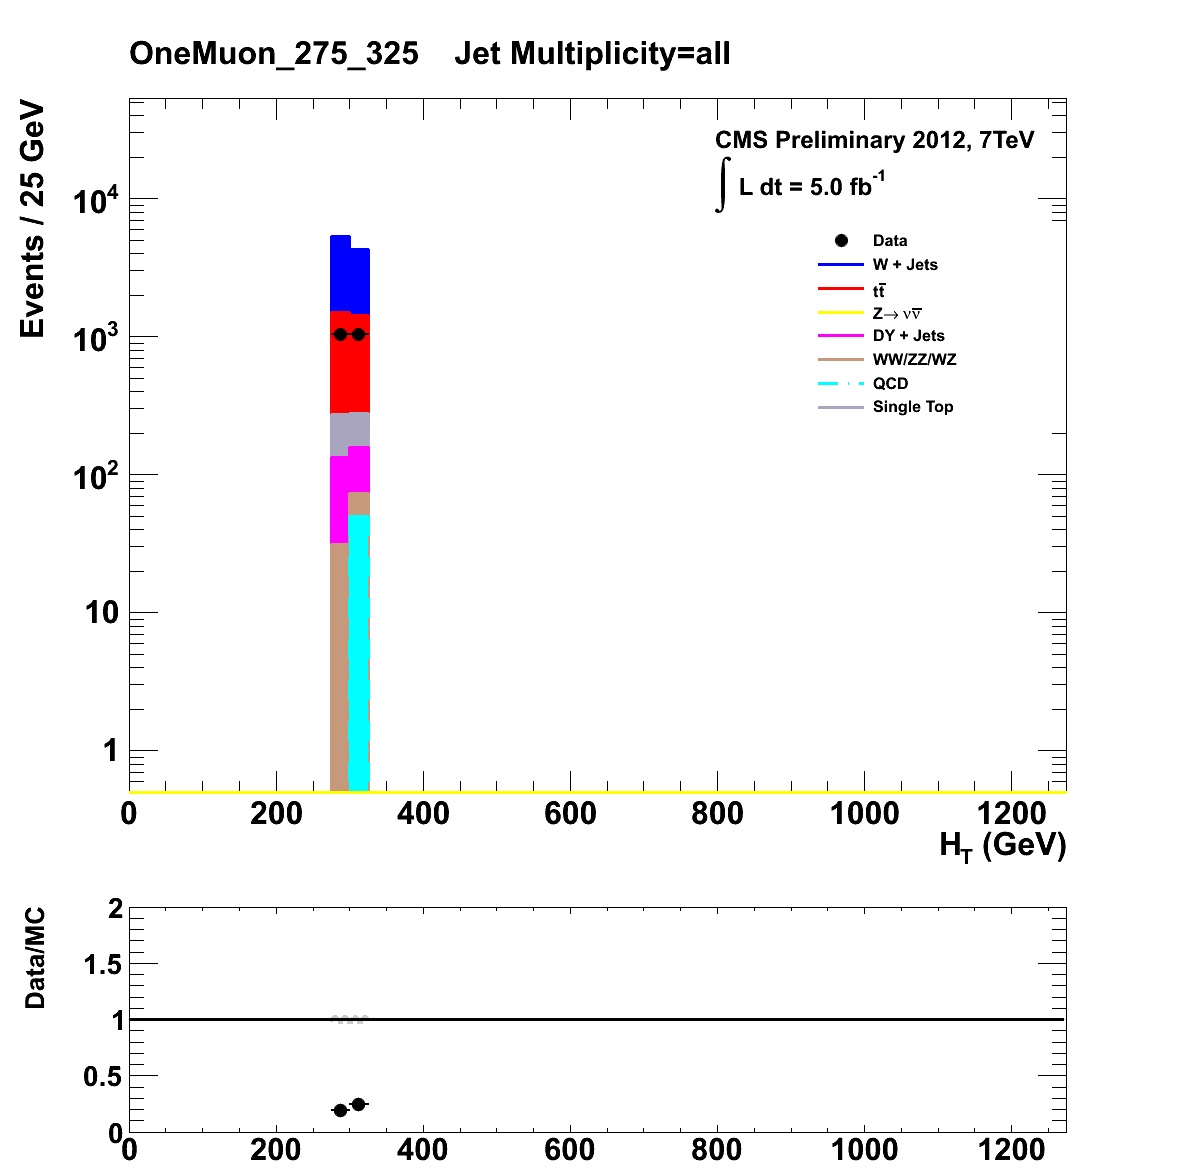 OneMuon_275_325 Jet Multiplicity=all
Events / 25 GeV
CMS Preliminary 2012, 7TeV
∫ L dt = 5.0 fb⁻¹
Data
W + Jets
tt̅
Z→ νν̅
DY + Jets
WW/ZZ/WZ
QCD
Single Top
10⁴
10³
10²
10
1
0 200 400 600 800 1000 1200
H_T (GeV)
Data/MC
2
1.5
1
0.5
0
0 200 400 600 800 1000 1200